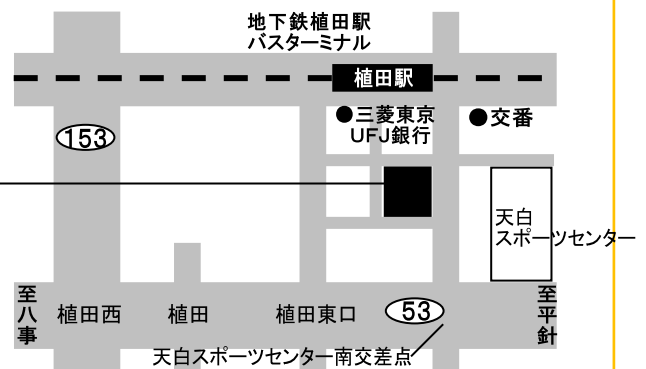 地下鉄植田駅
バスターミナル
植田駅
●三菱東京
UFJ銀行
●交番
153
天白
スポーツセンター
至八事
植田西
植田
植田東口
53
至平針
天白スポーツセンター南交差点